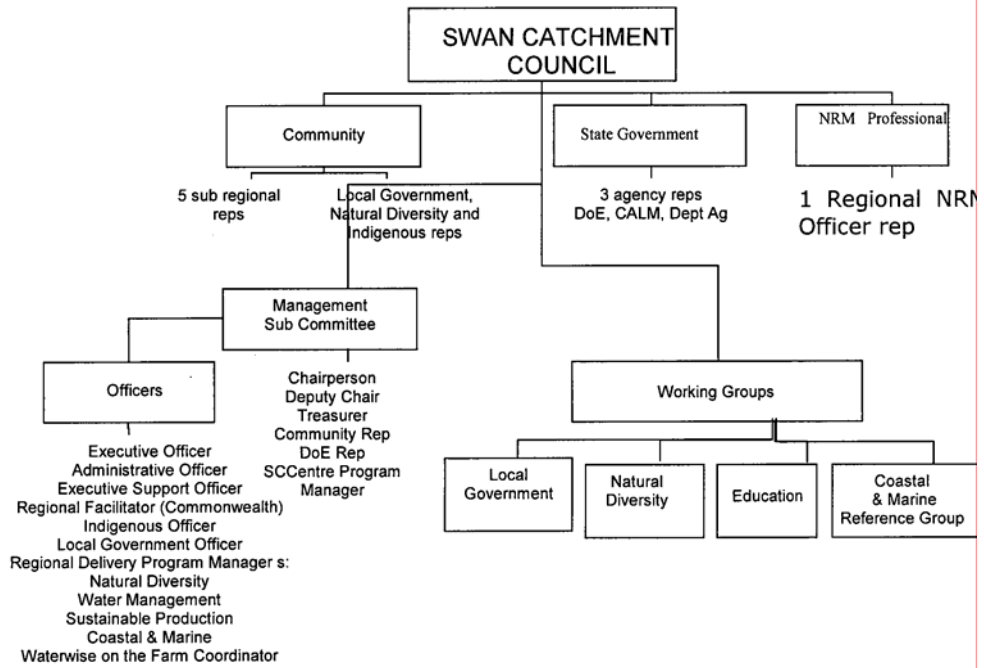 SWAN CATCHMENT
COUNCIL
Community
State Government
NRM Professional
5 sub regional
reps
Local Government,
Natural Diversity and
Indigenous reps
3 agency reps
DoE, CALM, Dept Ag
1 Regional NRM
Officer rep
Management
Sub Committee
Officers
Chairperson
Deputy Chair
Treasurer
Community Rep
DoE Rep
SCCentre Program
Manager
Working Groups
Executive Officer
Administrative Officer
Executive Support Officer
Regional Facilitator (Commonwealth)
Indigenous Officer
Local Government Officer
Regional Delivery Program Manager s:
Natural Diversity
Water Management
Sustainable Production
Coastal & Marine
Waterwise on the Farm Coordinator
Local
Government
Natural
Diversity
Education
Coastal
& Marine
Reference Group